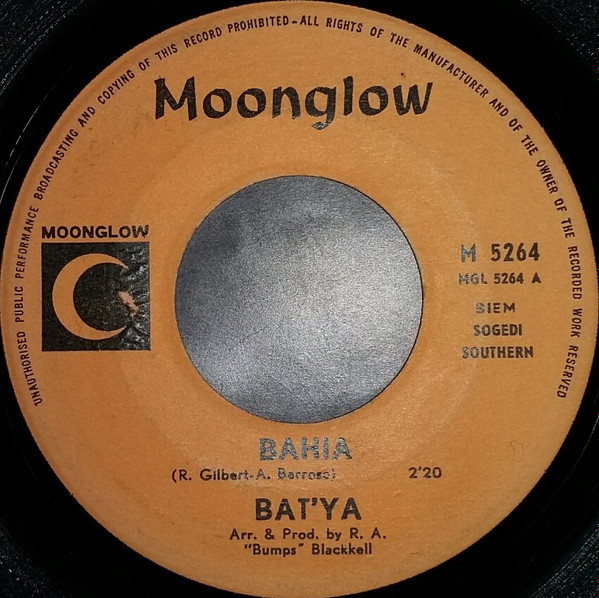 UNAUTHORISED PUBLIC PERFORMANCE BROADCASTING AND COPYING OF THIS RECORD PROHIBITED–ALL RIGHTS OF THE MANUFACTURER AND OF THE OWNER OF THE RECORDED WORK RESERVED
Moonglow
MOONGLOW
M 5264
MGL 5264 A
BIEM
SOGEDI
SOUTHERN
BAHIA
(R. Gilbert-A. Barroso) 2'20
BAT'YA
Arr. & Prod. by R. A.
"Bumps" Blackkell